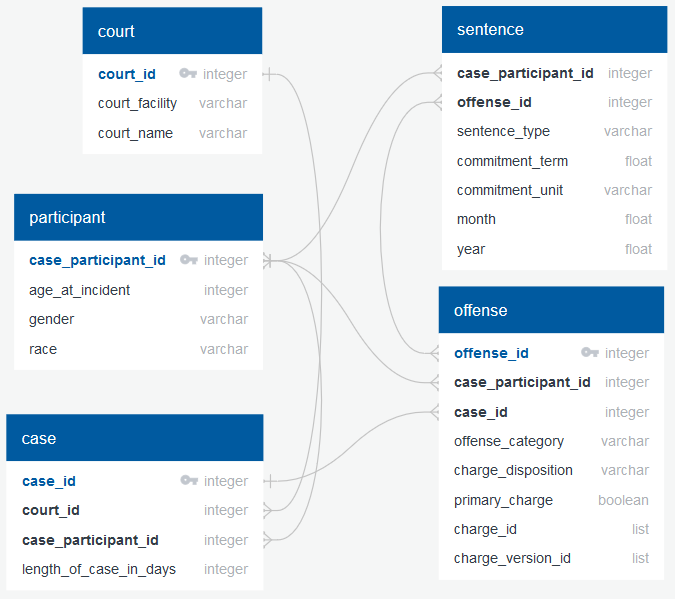 court
court_id integer
court_facility varchar
court_name varchar
participant
case_participant_id integer
age_at_incident integer
gender varchar
race varchar
case
case_id integer
court_id integer
case_participant_id integer
length_of_case_in_days integer
sentence
case_participant_id integer
offense_id integer
sentence_type varchar
commitment_term float
commitment_unit varchar
month float
year float
offense
offense_id integer
case_participant_id integer
case_id integer
offense_category varchar
charge_disposition varchar
primary_charge boolean
charge_id list
charge_version_id list